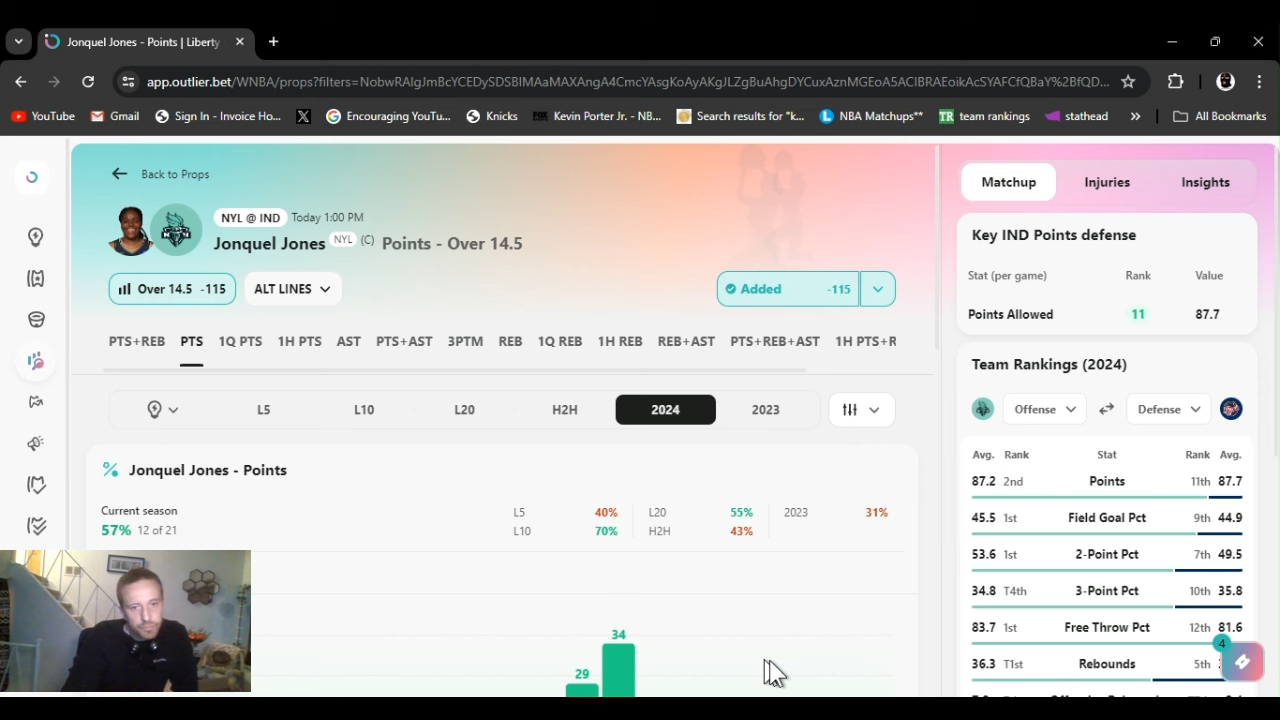 Jonquel Jones - Points | Liberty
app.outlier.bet/WNBA/props?filters=NobwRAlgJmBcYCEDySDSBIMAaMAXAngA4CmcYAsgKoAyAKgJLZgBuAhgDYCuxAznMGEoA5ACIBRAEoikAcSYAFCfQBaY%2BfQD...
YouTube Gmail Sign In - Invoice Ho... Encouraging YouTu... Knicks Kevin Porter Jr. - NB... Search results for "k... NBA Matchups** TR team rankings stathead » All Bookmarks
Back to Props
NYL @ IND Today 1:00 PM
Jonquel Jones NYL (C) Points - Over 14.5
Over 14.5 -115 ALT LINES Added -115
PTS+REB PTS 1Q PTS 1H PTS AST PTS+AST 3PTM REB 1Q REB 1H REB REB+AST PTS+REB+AST 1H PTS+R
L5 L10 L20 H2H 2024 2023
Jonquel Jones - Points
Current season
57% 12 of 21
L5 40% L20 55% 2023 31%
L10 70% H2H 43%
34
29
Matchup Injuries Insights
Key IND Points defense
Stat (per game) Rank Value
Points Allowed 11 87.7
Team Rankings (2024)
Offense Defense
Avg. Rank Stat Rank Avg.
87.2 2nd Points 11th 87.7
45.5 1st Field Goal Pct 9th 44.9
53.6 1st 2-Point Pct 7th 49.5
34.8 T4th 3-Point Pct 10th 35.8
83.7 1st Free Throw Pct 12th 81.6
36.3 T1st Rebounds 5th
4